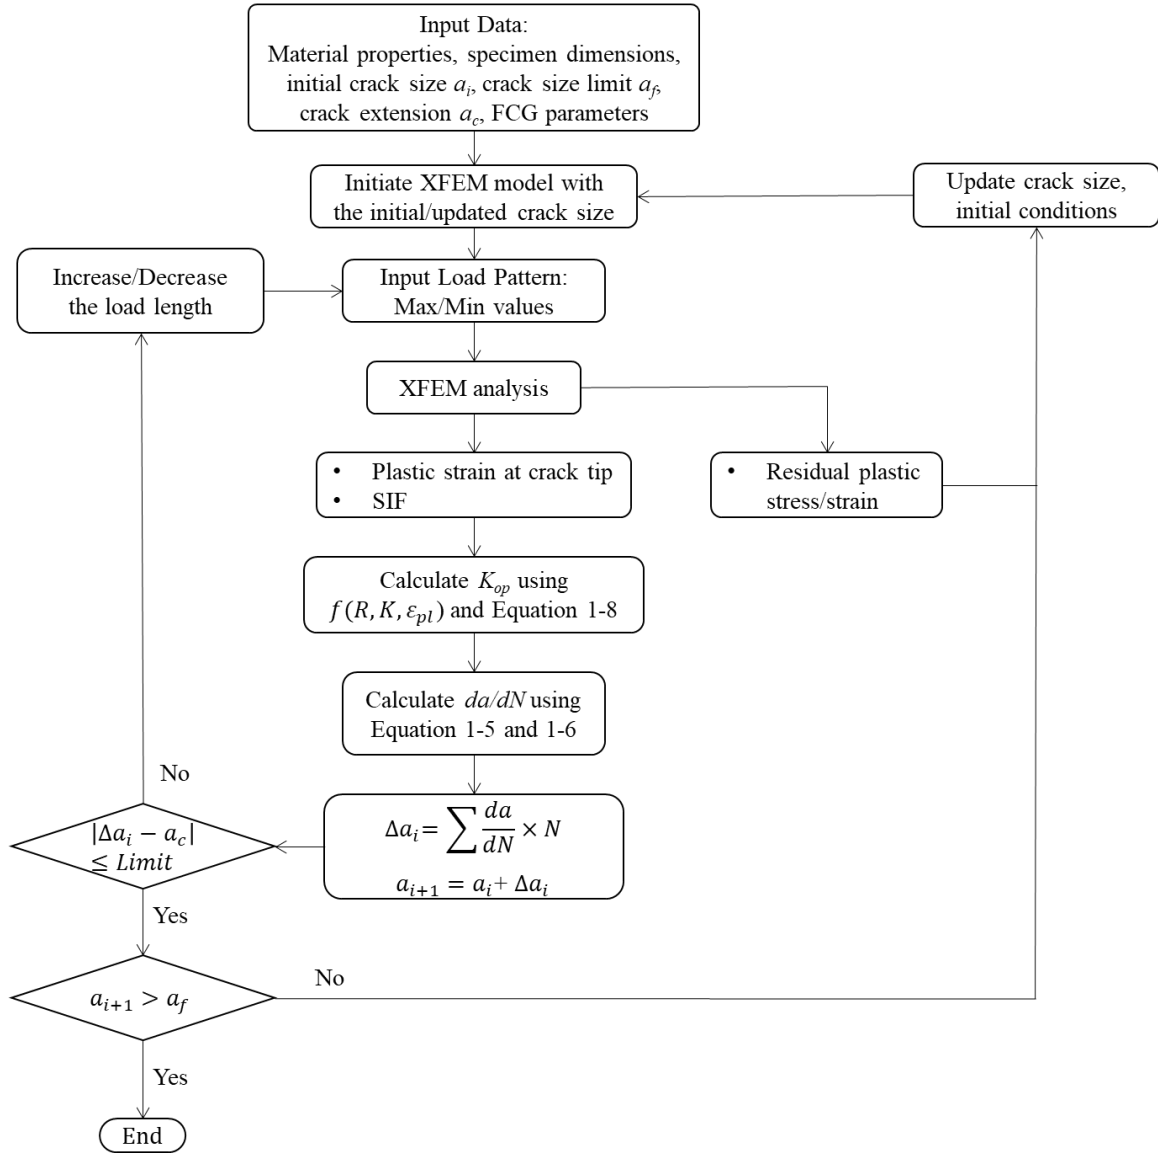 Input Data:
Material properties, specimen dimensions,
initial crack size a_i, crack size limit a_f,
crack extension a_c, FCG parameters
Initiate XFEM model with
the initial/updated crack size
Update crack size,
initial conditions
Increase/Decrease
the load length
Input Load Pattern:
Max/Min values
XFEM analysis
• Plastic strain at crack tip
• SIF
• Residual plastic
stress/strain
Calculate K_op using
f(R, K, ε_pl) and Equation 1-8
Calculate da/dN using
Equation 1-5 and 1-6
No
|Δa_i − a_c|
≤ Limit
Δa_i = ∑ da/dN × N
a_{i+1} = a_i + Δa_i
Yes
a_{i+1} > a_f
No
Yes
End